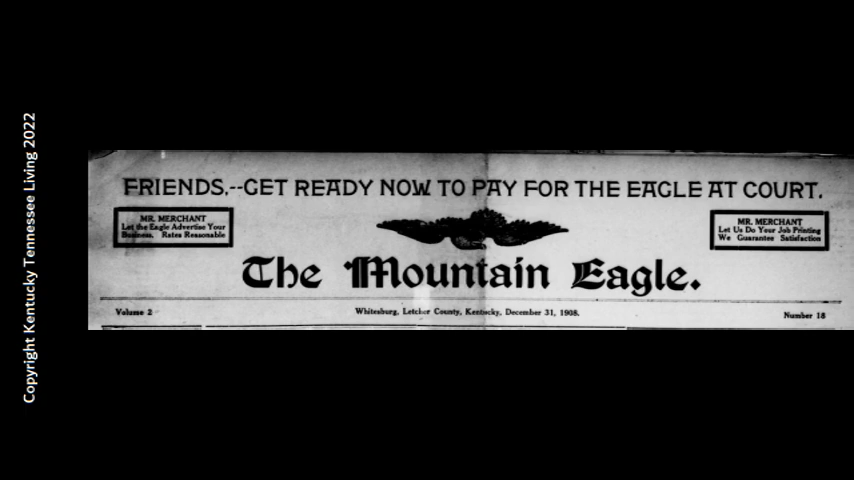 Copyright Kentucky Tennessee Living 2022
FRIENDS,--GET READY NOW TO PAY FOR THE EAGLE AT COURT.
MR. MERCHANT
Let the Eagle Advertise Your
Business. Rates Reasonable
MR. MERCHANT
Let Us Do Your Job Printing
We Guarantee Satisfaction
The Mountain Eagle.
Volume 2
Whitesburg, Letcher County, Kentucky, December 31, 1908.
Number 18